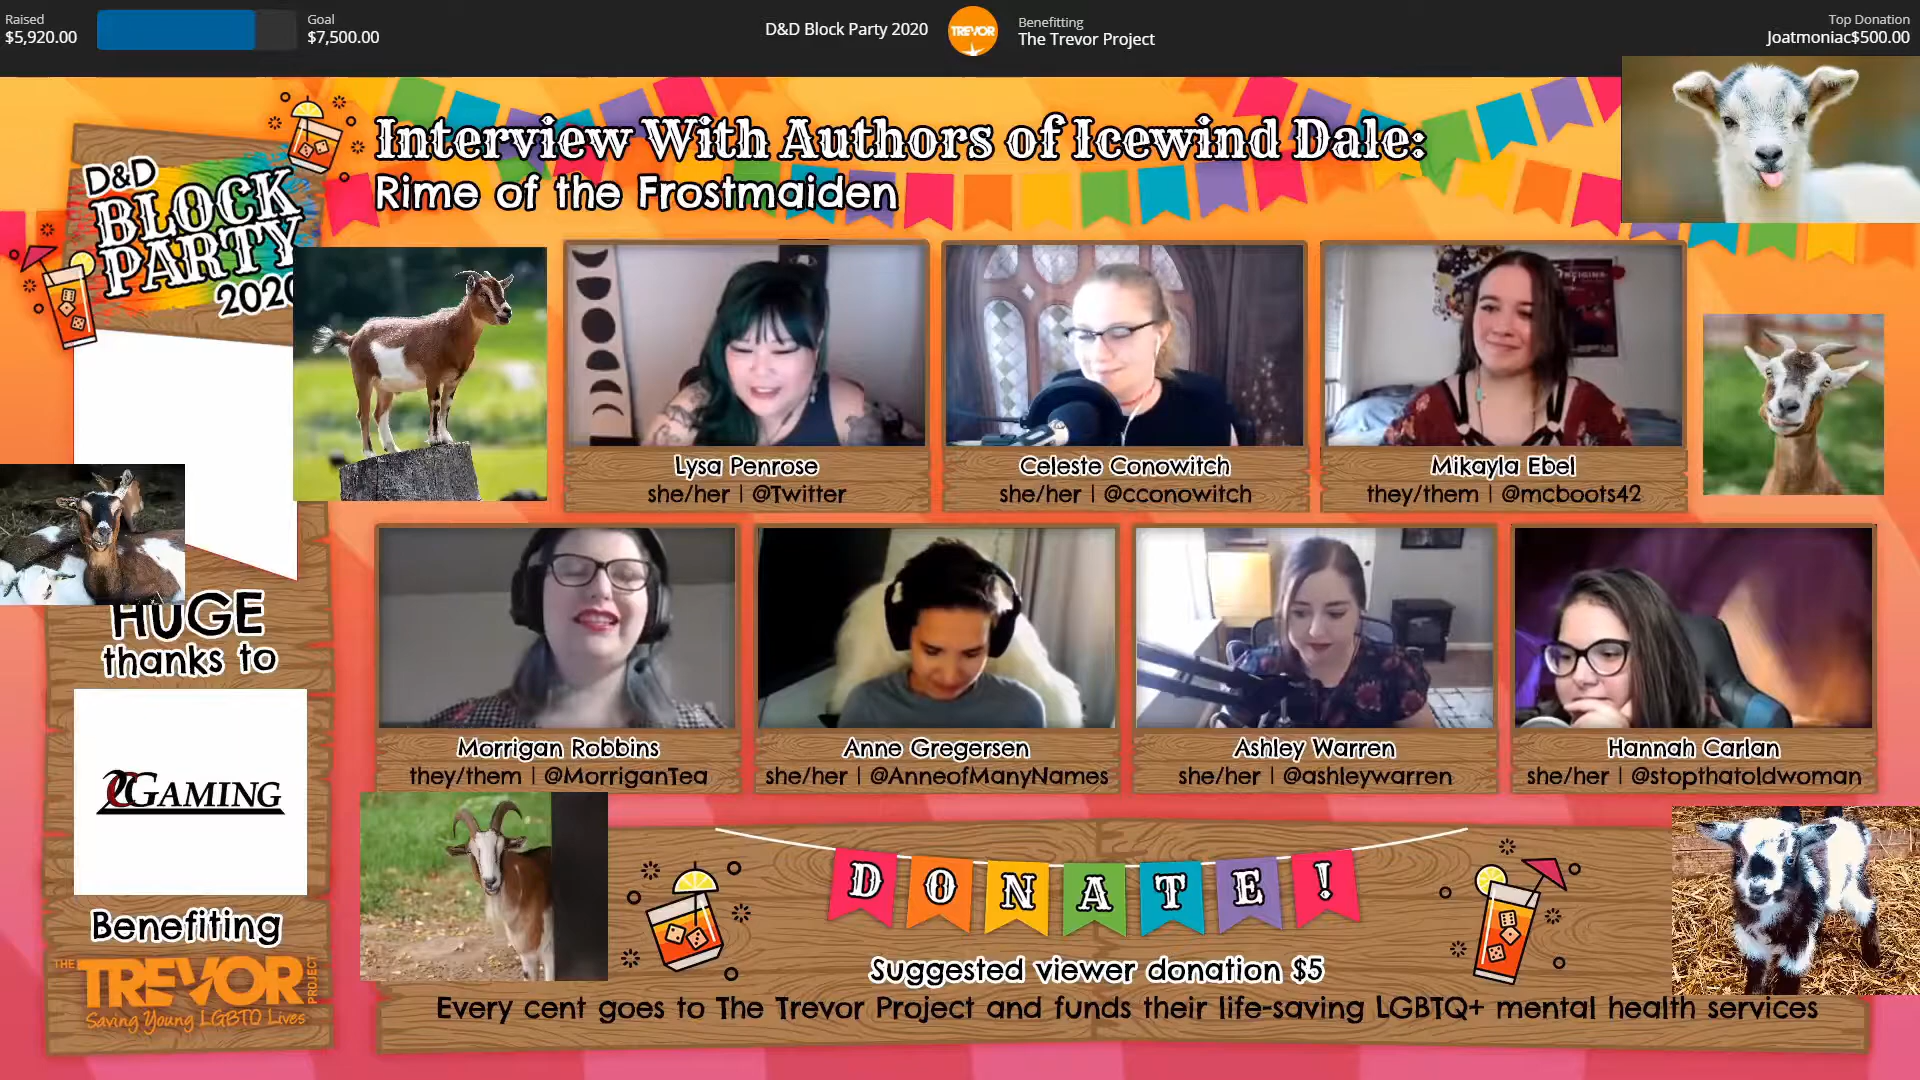 Raised
$5,920.00
Goal
$7,500.00
D&D Block Party 2020
TREVOR
Benefitting
The Trevor Project
Top Donation
Joatmoniac$500.00
D&D
BLOCK
PARTY
2020
Interview With Authors of Icewind Dale:
Rime of the Frostmaiden
Lysa Penrose
she/her | @Twitter
Celeste Conowitch
she/her | @cconowitch
Mikayla Ebel
they/them | @mcboots42
Morrigan Robbins
they/them | @MorriganTea
Anne Gregersen
she/her | @AnneofManyNames
Ashley Warren
she/her | @ashleywarren
Hannah Carlan
she/her | @stopthatoldwoman
HUGE
thanks to
2CGAMING
Benefiting
THE TREVOR PROJECT
Saving Young LGBTQ Lives
DONATE!
Suggested viewer donation $5
Every cent goes to The Trevor Project and funds their life-saving LGBTQ+ mental health services